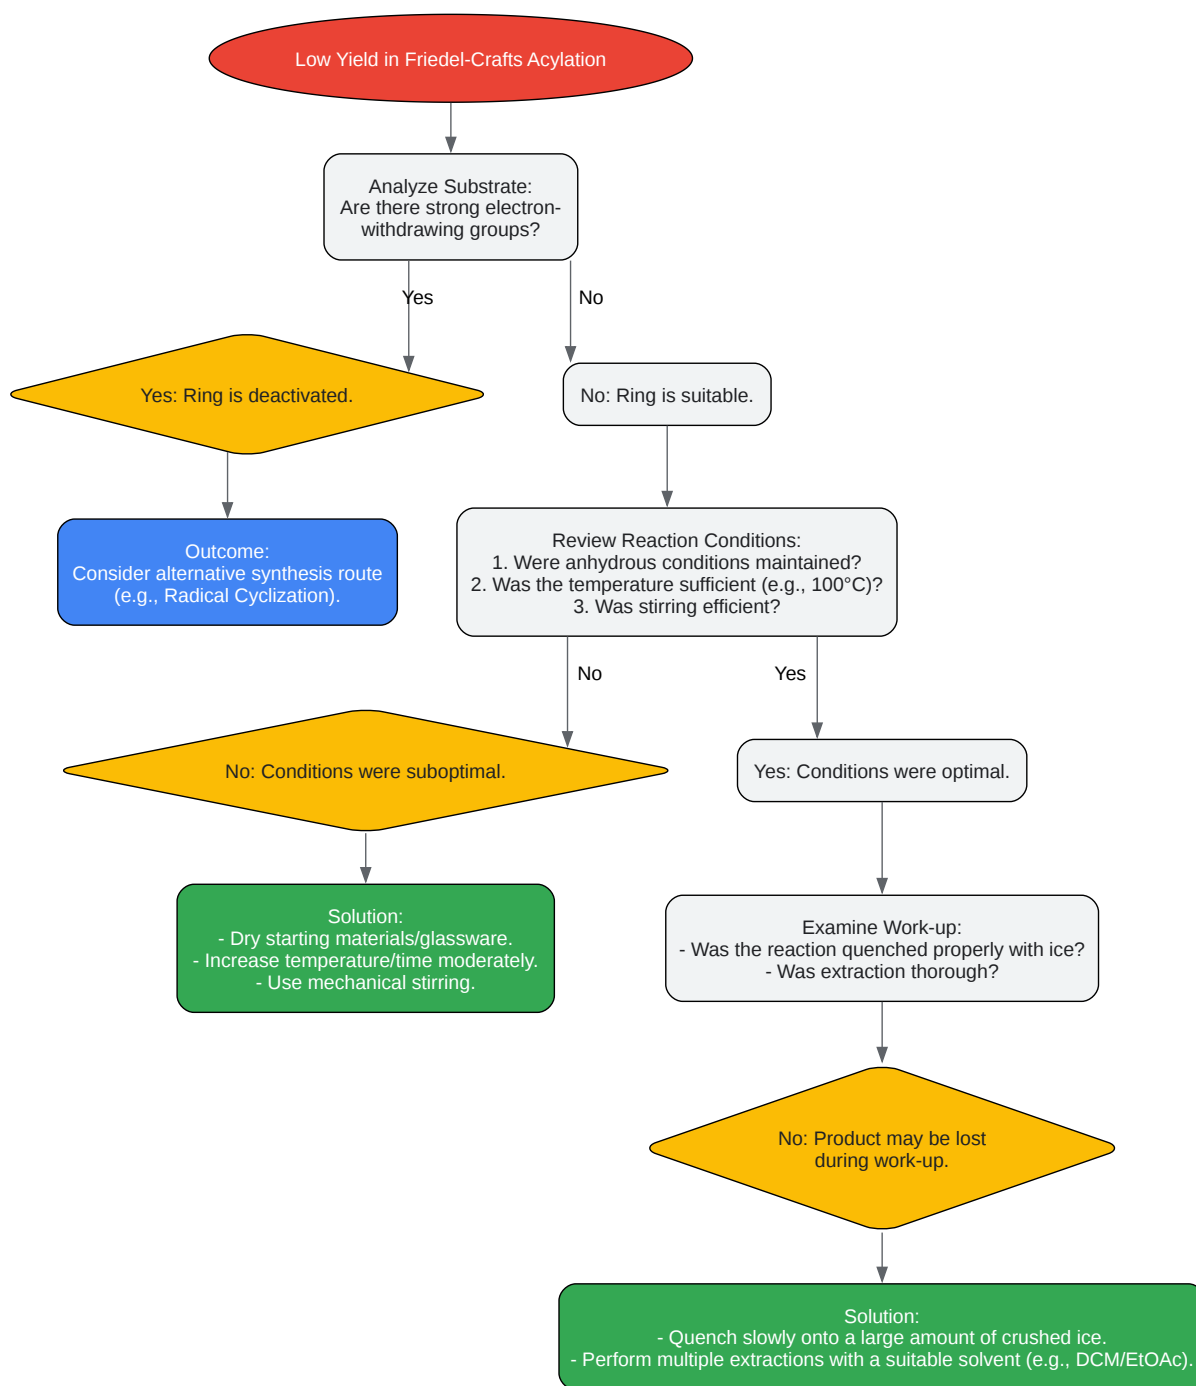 Low Yield in Friedel-Crafts Acylation
Analyze Substrate:
Are there strong electron-
withdrawing groups?
Yes
No
Yes: Ring is deactivated.
No: Ring is suitable.
Outcome:
Consider alternative synthesis route
(e.g., Radical Cyclization).
Review Reaction Conditions:
1. Were anhydrous conditions maintained?
2. Was the temperature sufficient (e.g., 100°C)?
3. Was stirring efficient?
No
Yes
No: Conditions were suboptimal.
Yes: Conditions were optimal.
Solution:
- Dry starting materials/glassware.
- Increase temperature/time moderately.
- Use mechanical stirring.
Examine Work-up:
- Was the reaction quenched properly with ice?
- Was extraction thorough?
No: Product may be lost
during work-up.
Solution:
- Quench slowly onto a large amount of crushed ice.
- Perform multiple extractions with a suitable solvent (e.g., DCM/EtOAc).